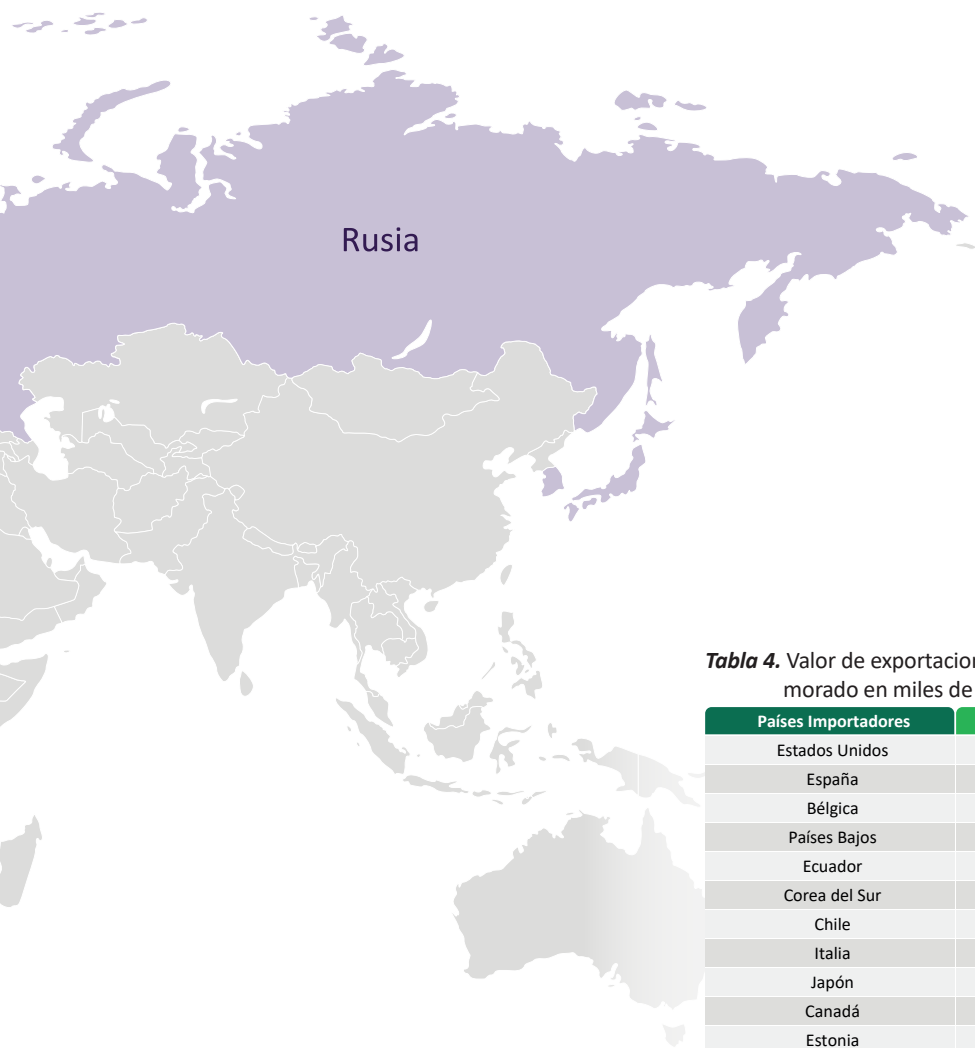 Rusia
Tabla 4. Valor de exportacion
morado en miles de
Países Importadores
Estados Unidos
España
Bélgica
Países Bajos
Ecuador
Corea del Sur
Chile
Italia
Japón
Canadá
Estonia